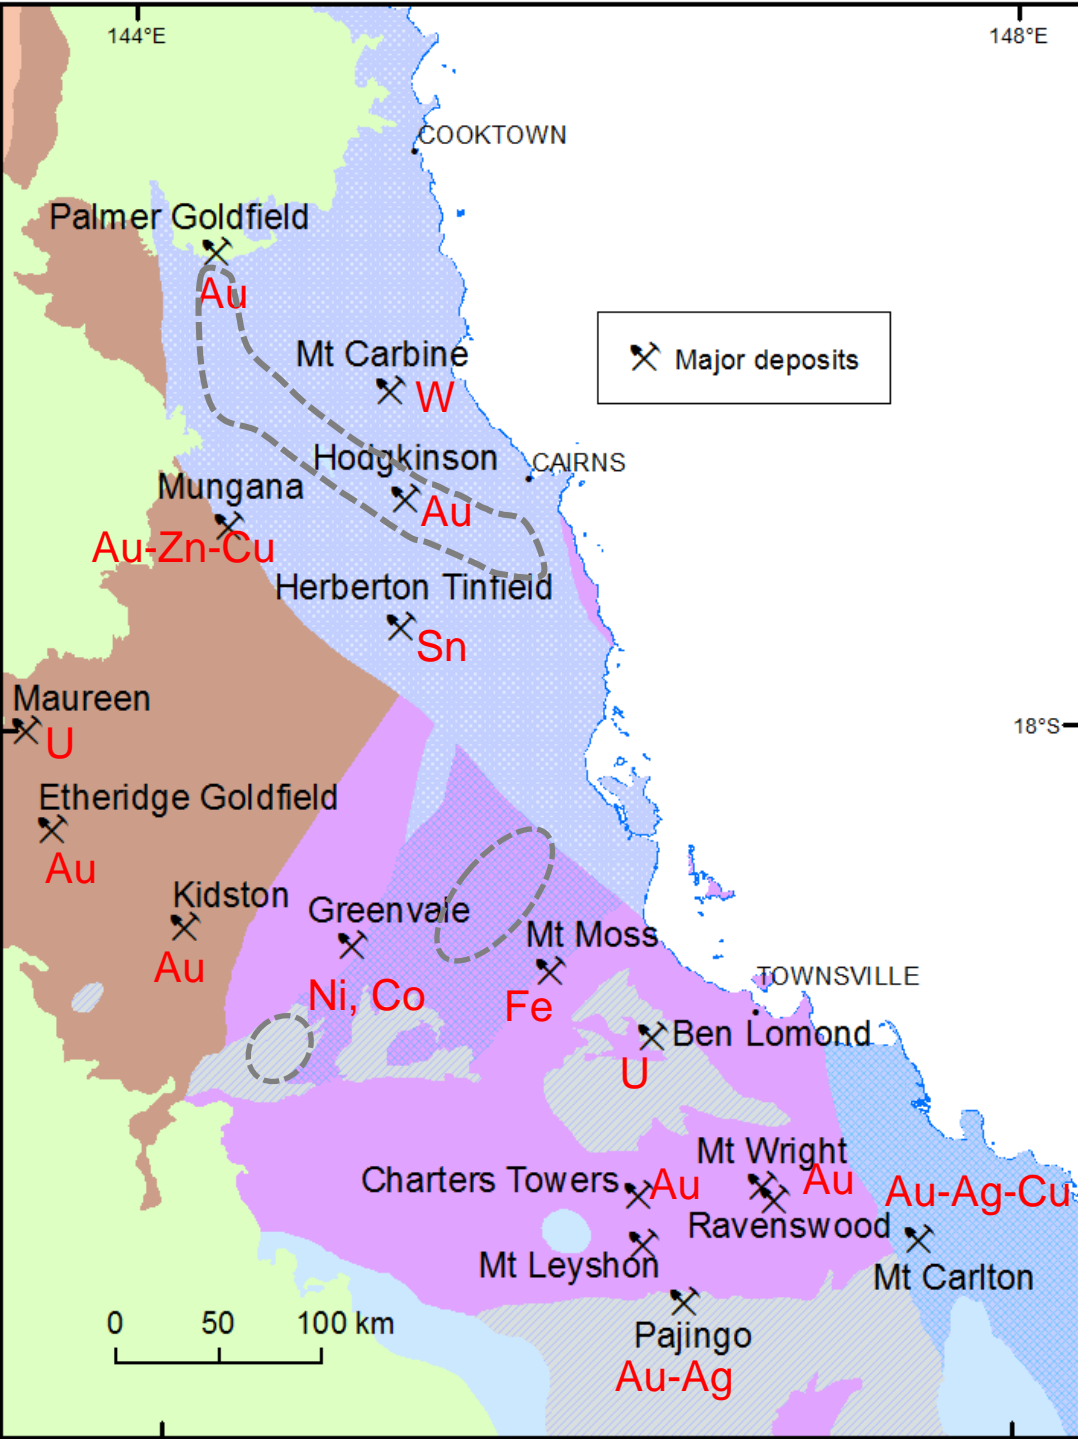 144°E
148°E
COOKTOWN
Palmer Goldfield
Au
Major deposits
Mt Carbine
W
Hodgkinson
CAIRNS
Mungana
Au
Au-Zn-Cu
Herberton Tinfield
Sn
Maureen
18°S
U
Etheridge Goldfield
Au
Kidston
Greenvale
Mt Moss
Au
TOWNSVILLE
Ni, Co
Fe
Ben Lomond
U
Mt Wright
Charters Towers
Au
Au
Au-Ag-Cu
Ravenswood
Mt Leyshon
Mt Carlton
0 50 100 km
Pajingo
Au-Ag